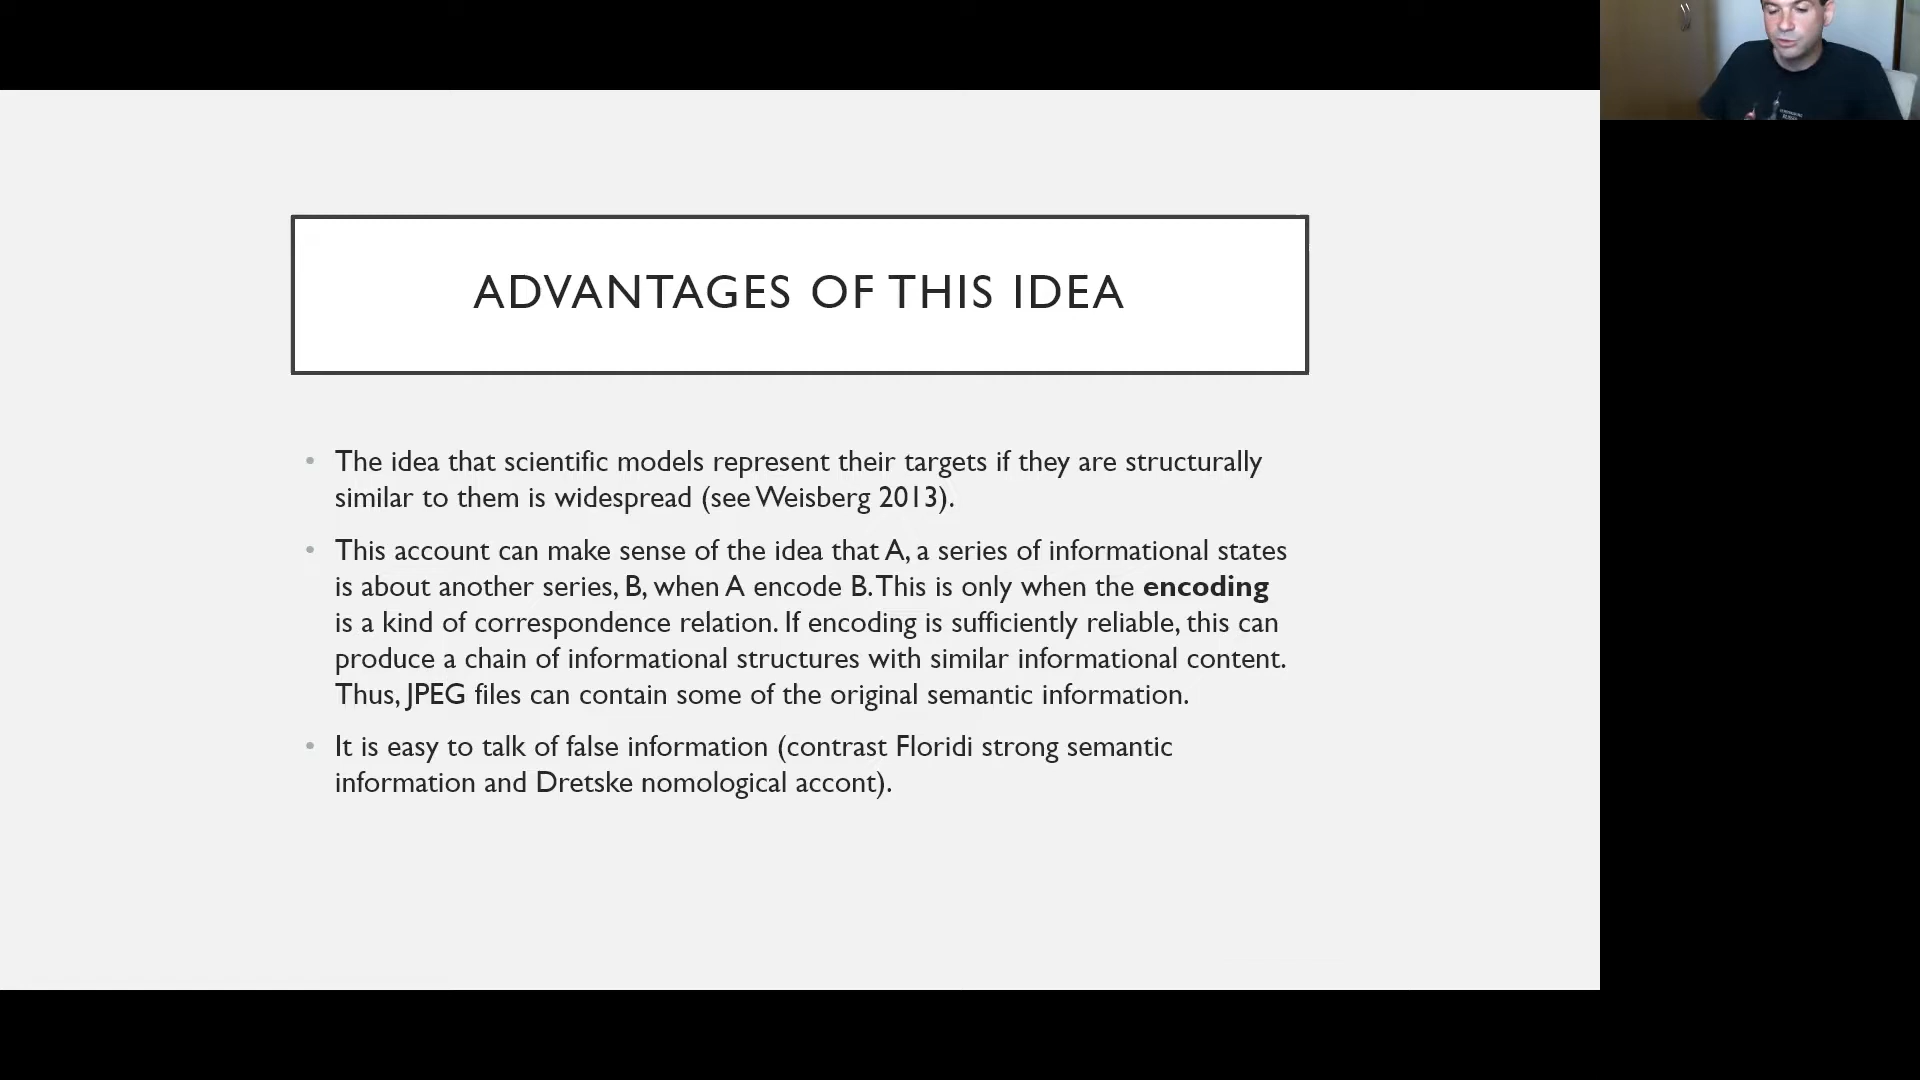 ADVANTAGES OF THIS IDEA
• The idea that scientific models represent their targets if they are structurally
similar to them is widespread (see Weisberg 2013).
• This account can make sense of the idea that A, a series of informational states
is about another series, B, when A encode B. This is only when the encoding
is a kind of correspondence relation. If encoding is sufficiently reliable, this can
produce a chain of informational structures with similar informational content.
Thus, JPEG files can contain some of the original semantic information.
• It is easy to talk of false information (contrast Floridi strong semantic
information and Dretske nomological accont).